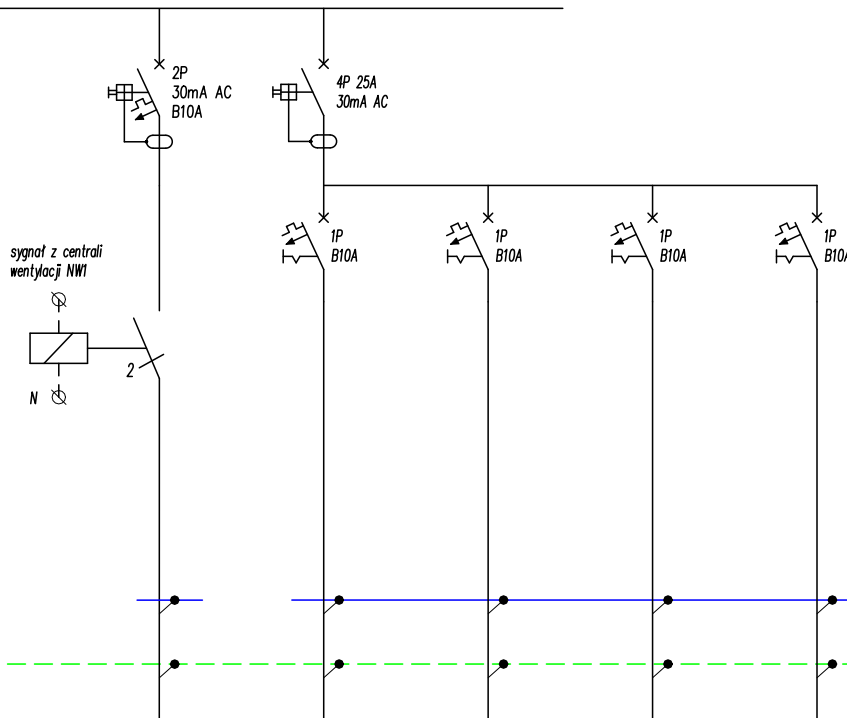 2P
30mA AC
B10A
4P 25A
30mA AC
1P
B10A
1P
B10A
1P
B10A
1P
B10A
sygnał z centrali
wentylacji NW1
2
N